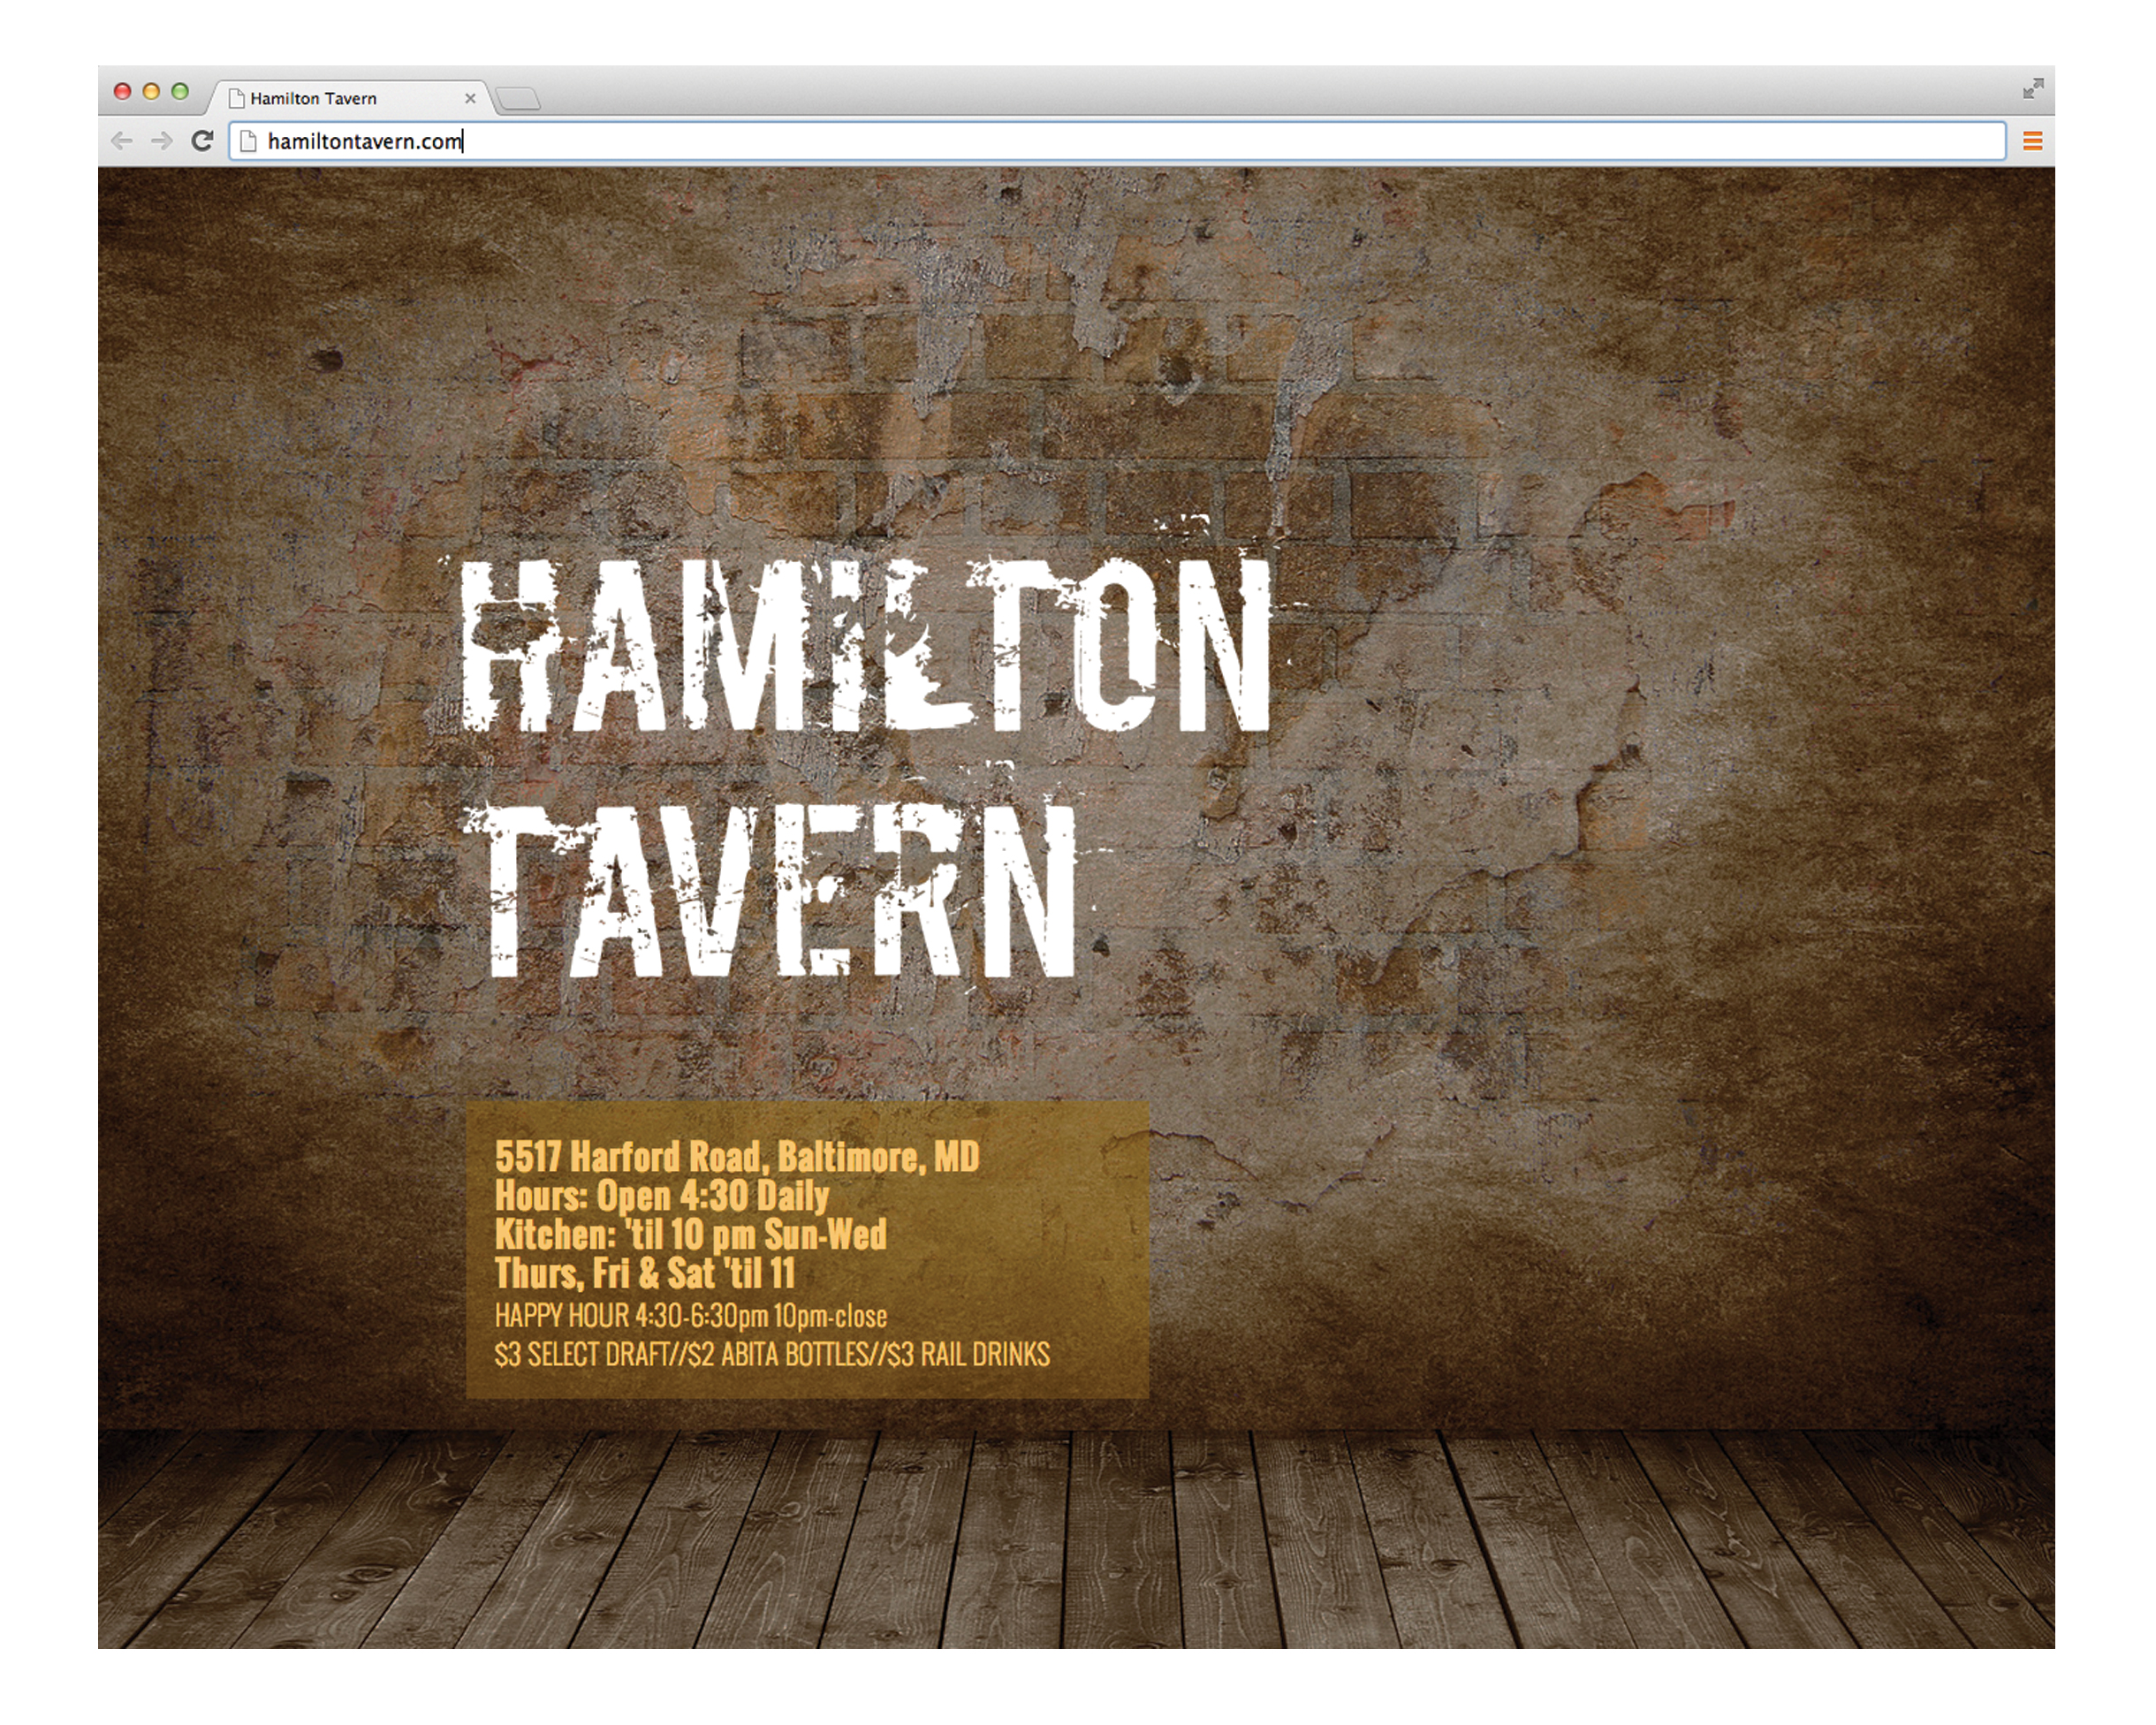 Hamilton Tavern
hamiltontavern.com
HAMILTON
TAVERN
5517 Harford Road, Baltimore, MD
Hours: Open 4:30 Daily
Kitchen: 'til 10 pm Sun-Wed
Thurs, Fri & Sat 'til 11
HAPPY HOUR 4:30-6:30pm 10pm-close
$3 SELECT DRAFT//$2 ABITA BOTTLES//$3 RAIL DRINKS